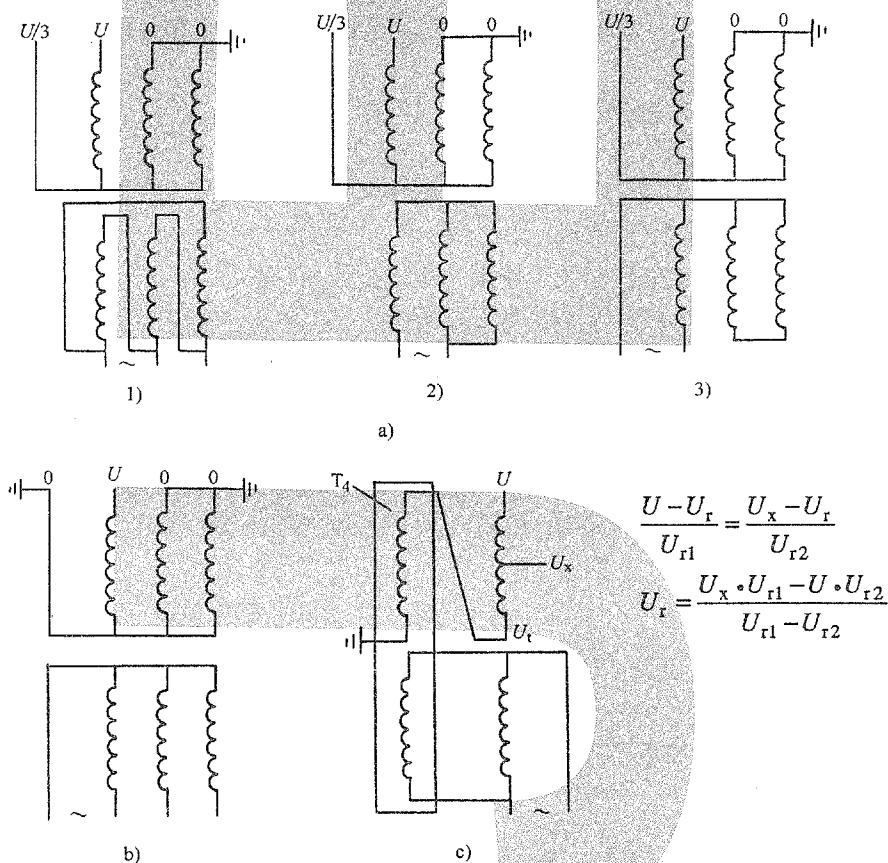 U/3 U 0 0
U/3 U 0 0
U/3 U 0 0
~
~
~
1)
2)
3)
a)
0 U 0 0
T₄
U
Uₓ
Uₜ
~
~
b)
c)
(U − Uᵣ)/Uᵣ₁ = (Uₓ − Uᵣ)/Uᵣ₂
Uᵣ = (Uₓ • Uᵣ₁ − U • Uᵣ₂)/(Uᵣ₁ − Uᵣ₂)